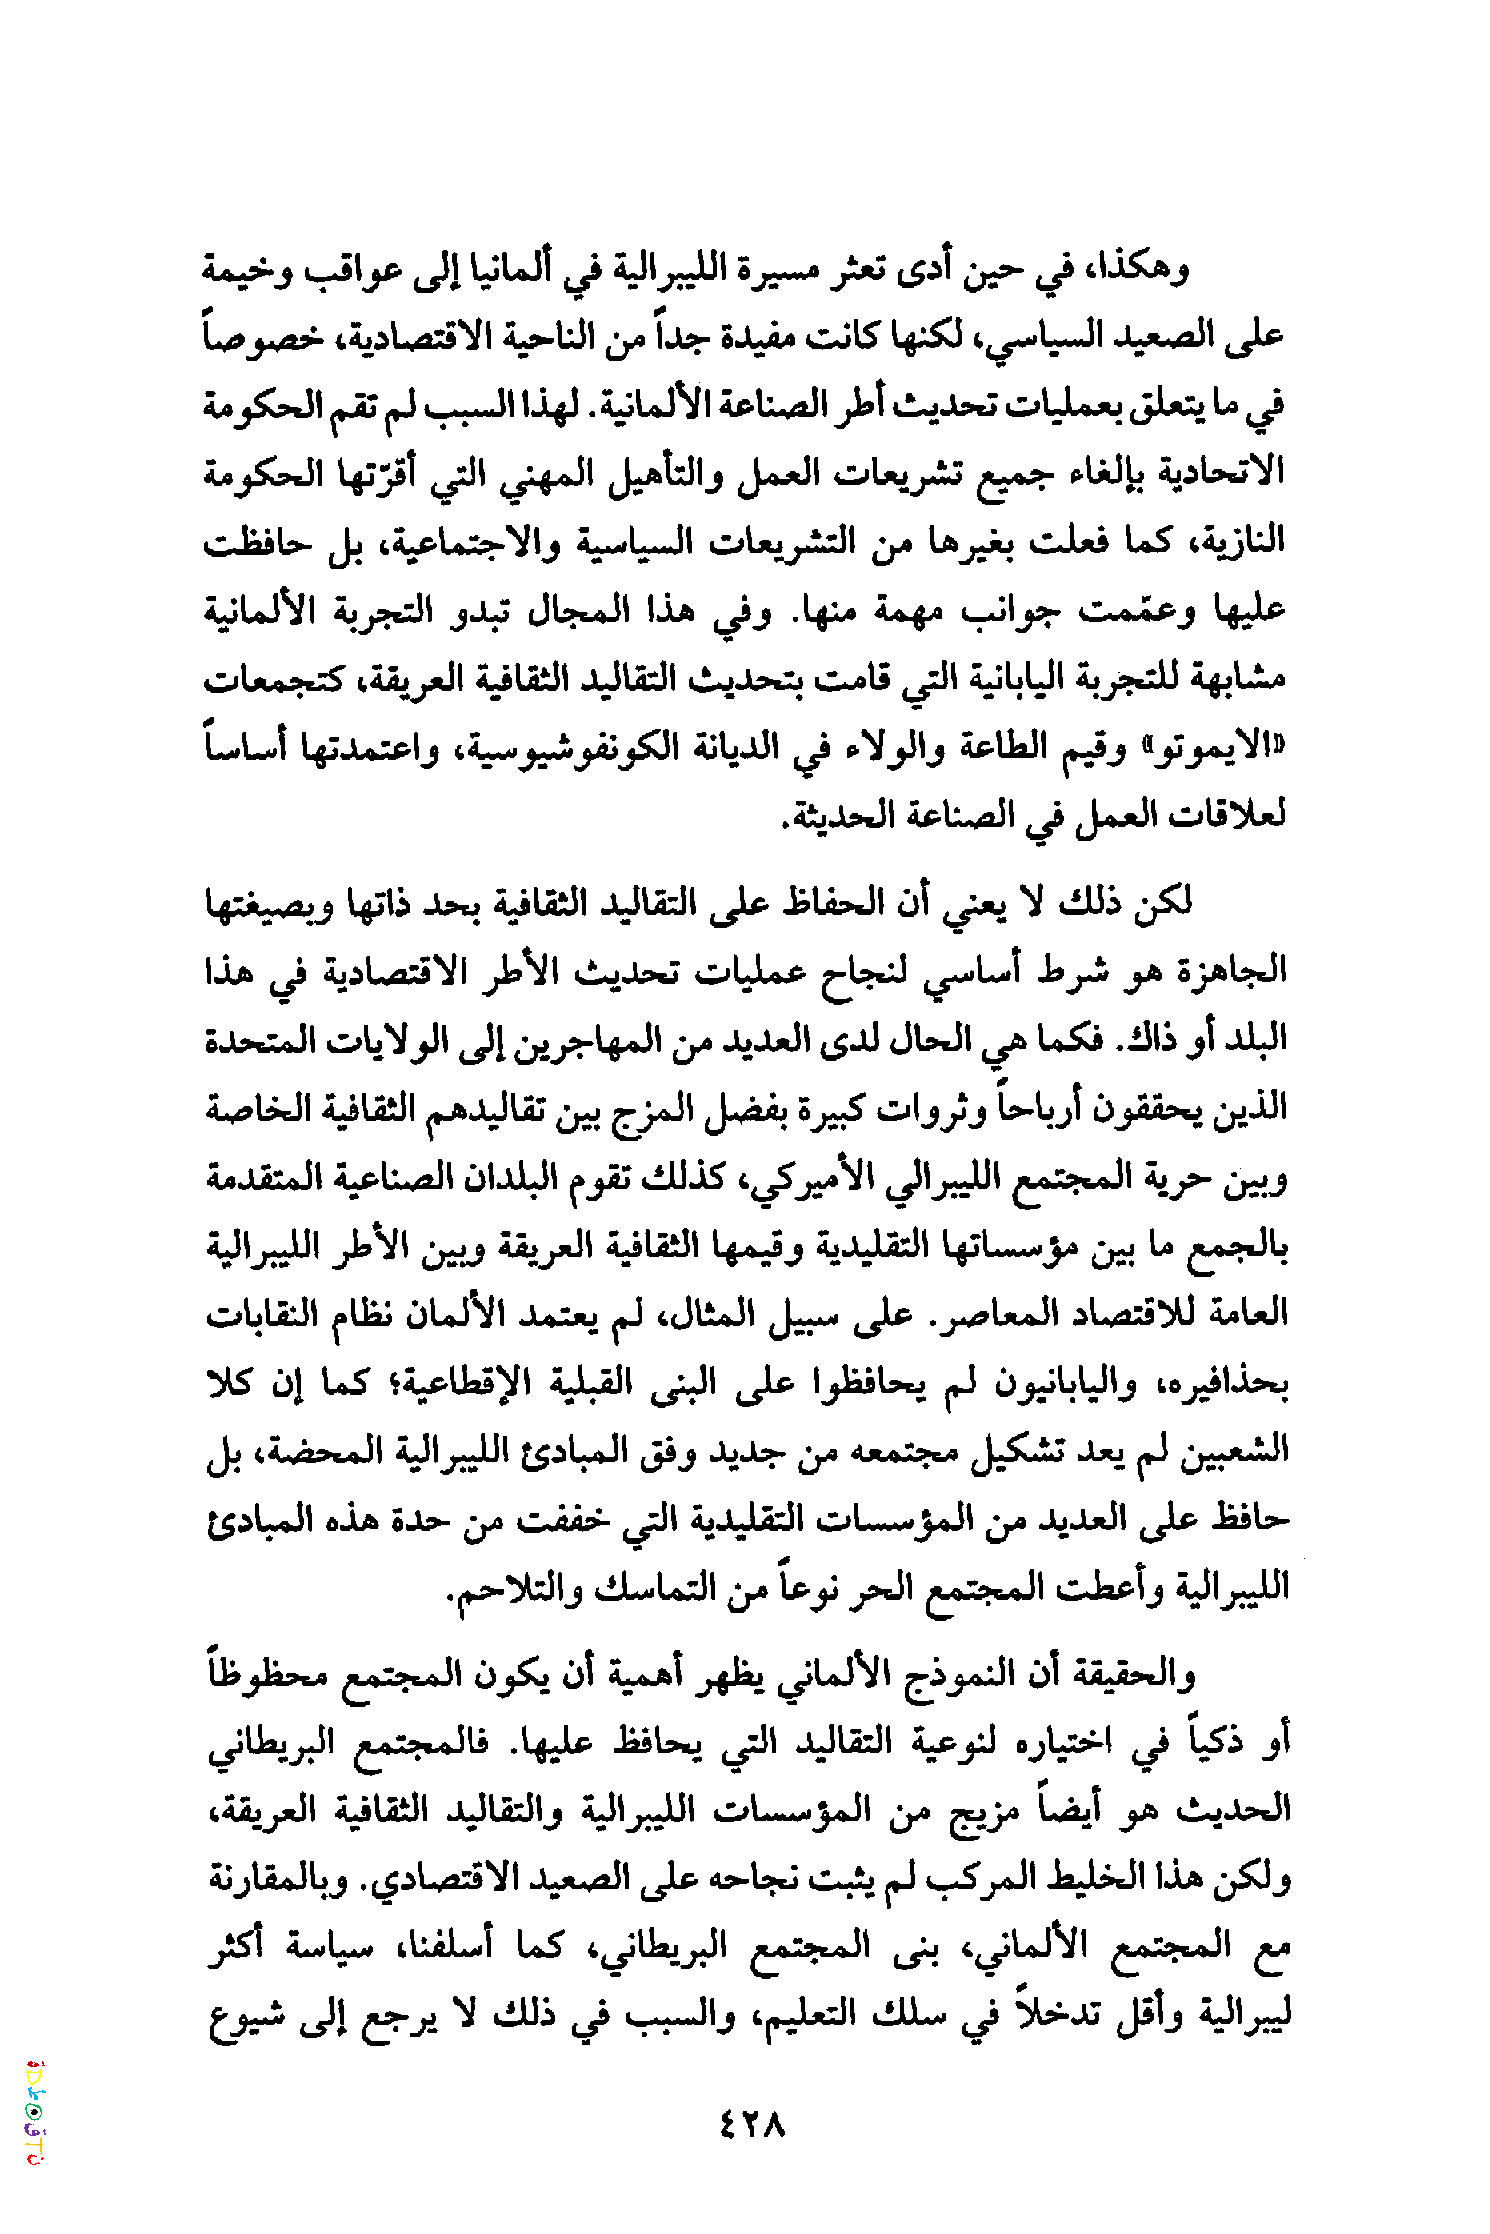 وهكذا، في حين أدى تعثر مسيرة الليبرالية في ألمانيا إلى عواقب وخيمة
على الصعيد السياسي، لكنها كانت مفيدة جداً من الناحية الاقتصادية، خصوصاً
في ما يتعلق بعمليات تحديث أطر الصناعة الألمانية. لهذا السبب لم تقم الحكومة
الاتحادية بإلغاء جميع تشريعات العمل والتأهيل المهني التي أقرّتها الحكومة
النازية، كما فعلت بغيرها من التشريعات السياسية والاجتماعية، بل حافظت
عليها وعمّمت جوانب مهمة منها. وفي هذا المجال تبدو التجربة الألمانية
مشابهة للتجربة اليابانية التي قامت بتحديث التقاليد الثقافية العريقة، كتجمعات
«الايموتو» وقيم الطاعة والولاء في الديانة الكونفوشيوسية، واعتمدتها أساساً
لعلاقات العمل في الصناعة الحديثة.
لكن ذلك لا يعني أن الحفاظ على التقاليد الثقافية بحد ذاتها وبصيغتها
الجاهزة هو شرط أساسي لنجاح عمليات تحديث الأطر الاقتصادية في هذا
البلد أو ذاك. فكما هي الحال لدى العديد من المهاجرين إلى الولايات المتحدة
الذين يحققون أرباحاً وثروات كبيرة بفضل المزج بين تقاليدهم الثقافية الخاصة
وبين حرية المجتمع الليبرالي الأميركي، كذلك تقوم البلدان الصناعية المتقدمة
بالجمع ما بين مؤسساتها التقليدية وقيمها الثقافية العريقة وبين الأطر الليبرالية
العامة للاقتصاد المعاصر. على سبيل المثال، لم يعتمد الألمان نظام النقابات
بحذافيره، واليابانيون لم يحافظوا على البنى القبلية الإقطاعية؛ كما إن كلا
الشعبين لم يعد تشكيل مجتمعه من جديد وفق المبادئ الليبرالية المحضة، بل
حافظ على العديد من المؤسسات التقليدية التي خففت من حدة هذه المبادئ
الليبرالية وأعطت المجتمع الحر نوعاً من التماسك والتلاحم.
والحقيقة أن النموذج الألماني يظهر أهمية أن يكون المجتمع محظوظاً
أو ذكياً في اختياره لنوعية التقاليد التي يحافظ عليها. فالمجتمع البريطاني
الحديث هو أيضاً مزيج من المؤسسات الليبرالية والتقاليد الثقافية العريقة،
ولكن هذا الخليط المركب لم يثبت نجاحه على الصعيد الاقتصادي. وبالمقارنة
مع المجتمع الألماني، بنى المجتمع البريطاني، كما أسلفنا، سياسة أكثر
ليبرالية وأقل تدخلاً في سلك التعليم، والسبب في ذلك لا يرجع إلى شيوع
٤٢٨